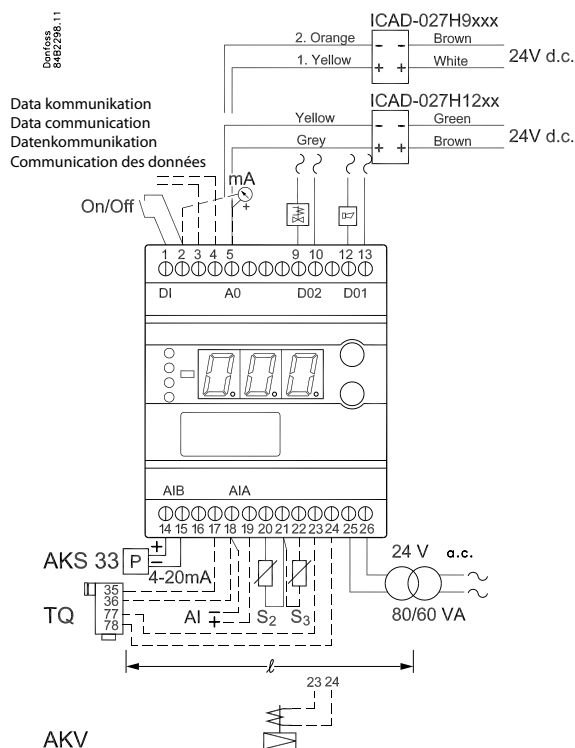 Danfoss
84B2298.11
ICAD-027H9xxx
2. Orange - - Brown
1. Yellow + + White
24V d.c.
ICAD-027H12xx
Yellow - - Green
Grey + + Brown
24V d.c.
Data kommunikation
Data communication
Datenkommunikation
Communication des données
mA
+
On/Off
1 2 3 4 5 9 10 12 13
DI A0 D02 D01
0.0.0.
AIB AIA
14 15 16 17 18 19 20 21 22 23 24 25 26
AKS 33 P + -
4-20mA
24 V a.c.
80/60 VA
TQ
35
36
77
78
AI - +
S2 S3
ℓ
23 24
AKV